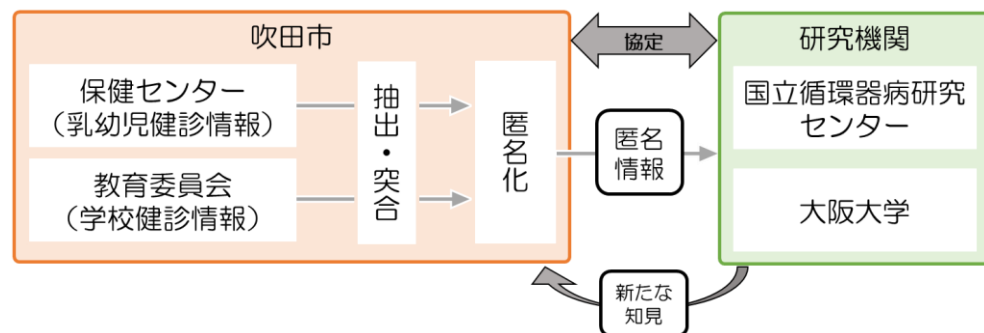 吹田市
保健センター
（乳幼児健診情報）
教育委員会
（学校健診情報）
抽出・突合
匿名化
協定
匿名
情報
新たな
知見
研究機関
国立循環器病研究
センター
大阪大学